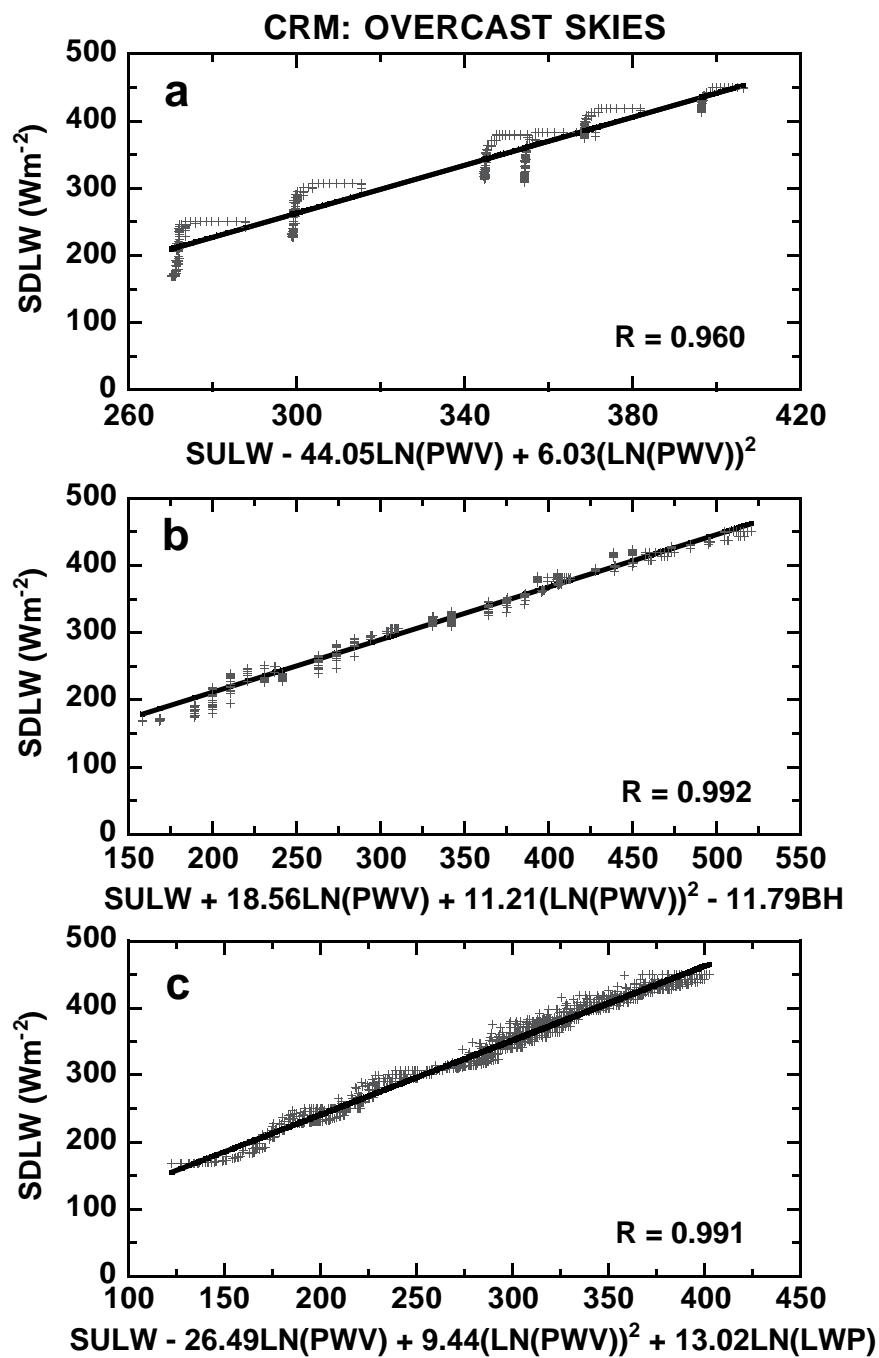 CRM: OVERCAST SKIES
500
400
300
200
100
0
SDLW (Wm⁻²)
a
R = 0.960
260 300 340 380 420
SULW - 44.05LN(PWV) + 6.03(LN(PWV))²
500
400
300
200
100
0
SDLW (Wm⁻²)
b
R = 0.992
150 200 250 300 350 400 450 500 550
SULW + 18.56LN(PWV) + 11.21(LN(PWV))² - 11.79BH
500
400
300
200
100
0
SDLW (Wm⁻²)
c
R = 0.991
100 150 200 250 300 350 400 450
SULW - 26.49LN(PWV) + 9.44(LN(PWV))² + 13.02LN(LWP)